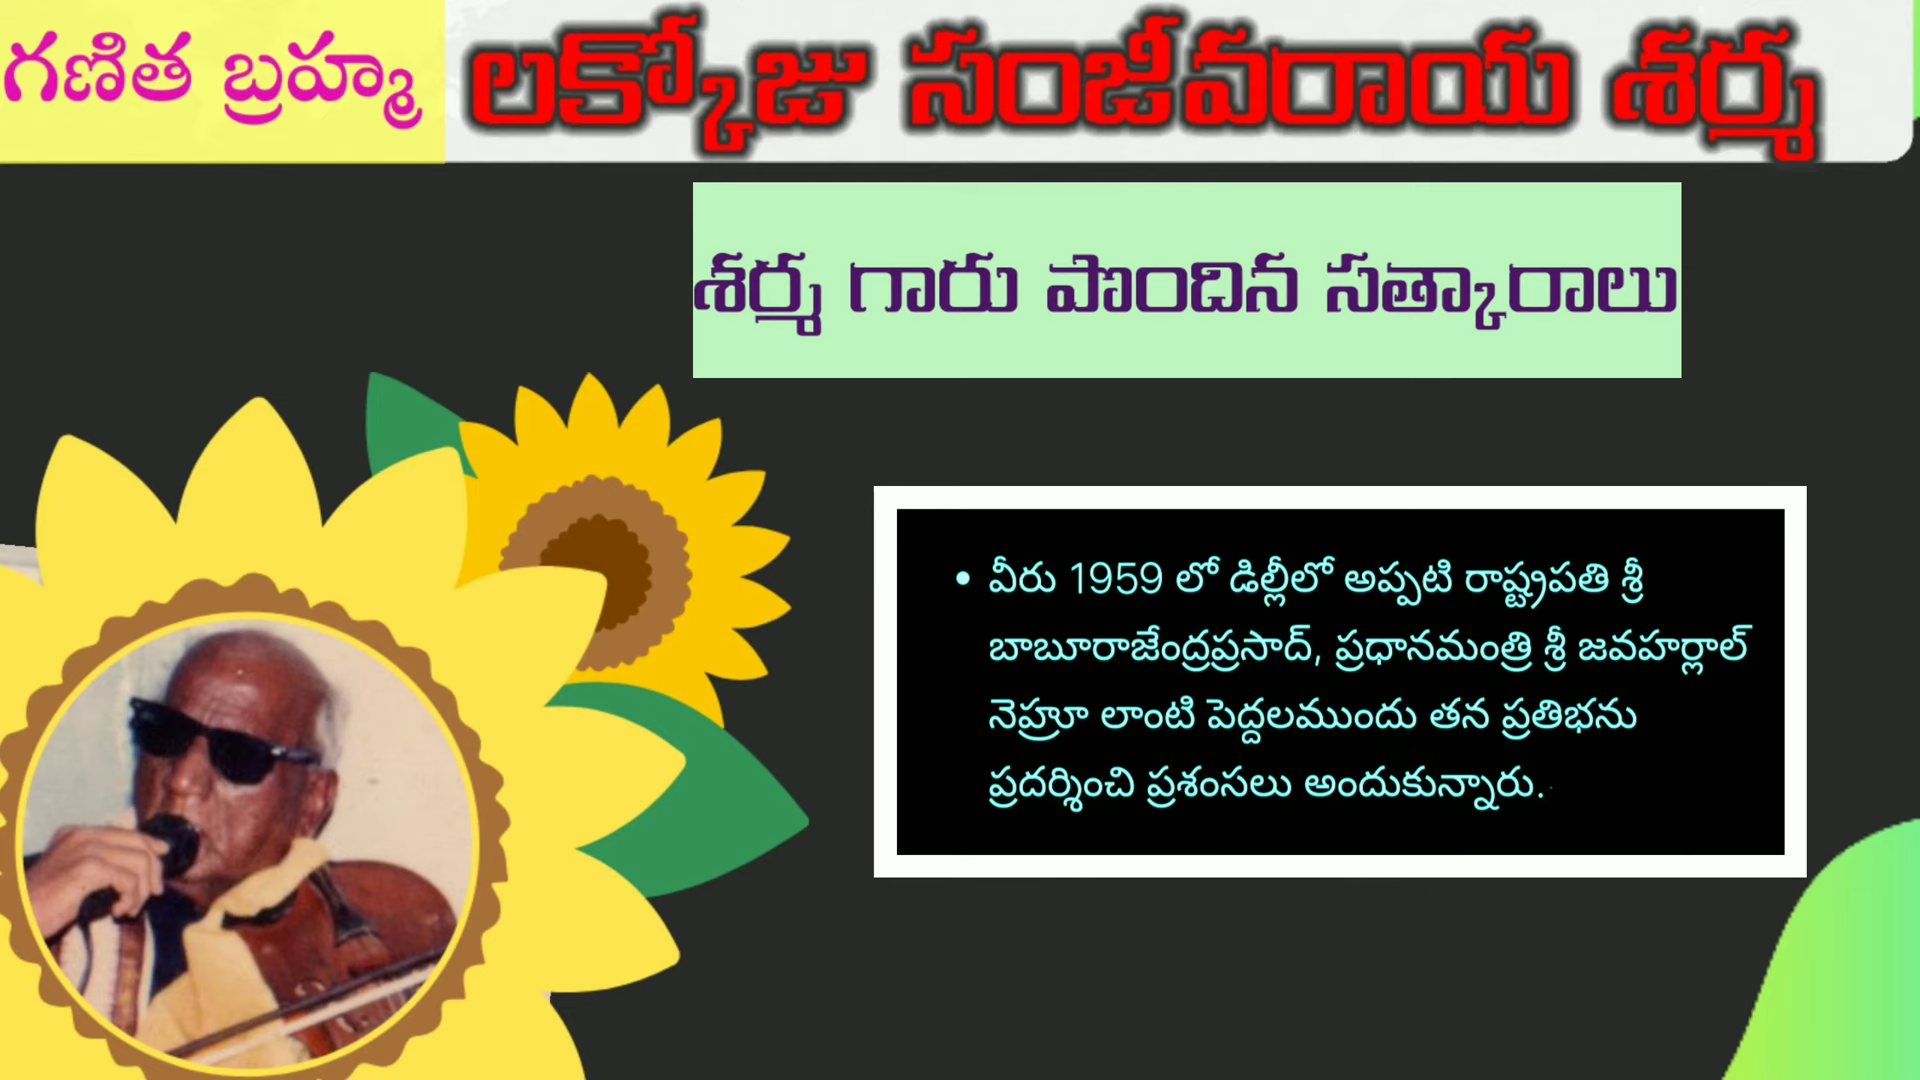 గణిత బ్రహ్మ లక్కోజు సంజీవరాయ శర్మ
శర్మ గారు పొందిన సత్కారాలు
• వీరు 1959 లో డిల్లీలో అప్పటి రాష్ట్రపతి శ్రీ
బాబూరాజేంద్రప్రసాద్, ప్రధానమంత్రి శ్రీ జవహర్లాల్
నెహ్రూ లాంటి పెద్దలముందు తన ప్రతిభను
ప్రదర్శించి ప్రశంసలు అందుకున్నారు.